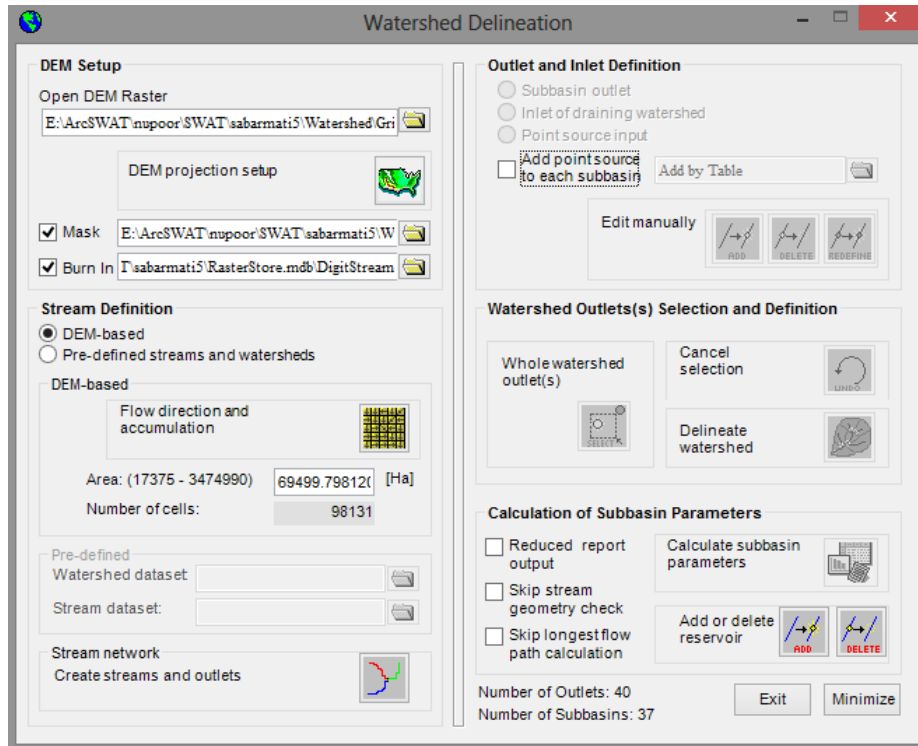 Watershed Delineation
DEM Setup
Open DEM Raster
E:\ArcSWAT\nupoor\SWAT\sabarmati5\Watershed\Gri
DEM projection setup
Mask
E:\ArcSWAT\nupoor\SWAT\sabarmati5\W
Burn In
T\sabarmati5\RasterStore.mdb\DigitStream
Stream Definition
DEM-based
Pre-defined streams and watersheds
DEM-based
Flow direction and
accumulation
Area: (17375 - 3474990)
69499.798120
[Ha]
Number of cells:
98131
Pre-defined
Watershed dataset
Stream dataset:
Stream network
Create streams and outlets
Outlet and Inlet Definition
Subbasin outlet
Inlet of draining watershed
Point source input
Add point source
to each subbasin
Add by Table
Edit manually
ADD
DELETE
REDEFINE
Watershed Outlets(s) Selection and Definition
Whole watershed
outlet(s)
SELECT
Cancel
selection
UNDO
Delineate
watershed
Calculation of Subbasin Parameters
Reduced report
output
Skip stream
geometry check
Skip longest flow
path calculation
Calculate subbasin
parameters
Add or delete
reservoir
ADD
DELETE
Number of Outlets: 40
Number of Subbasins: 37
Exit
Minimize